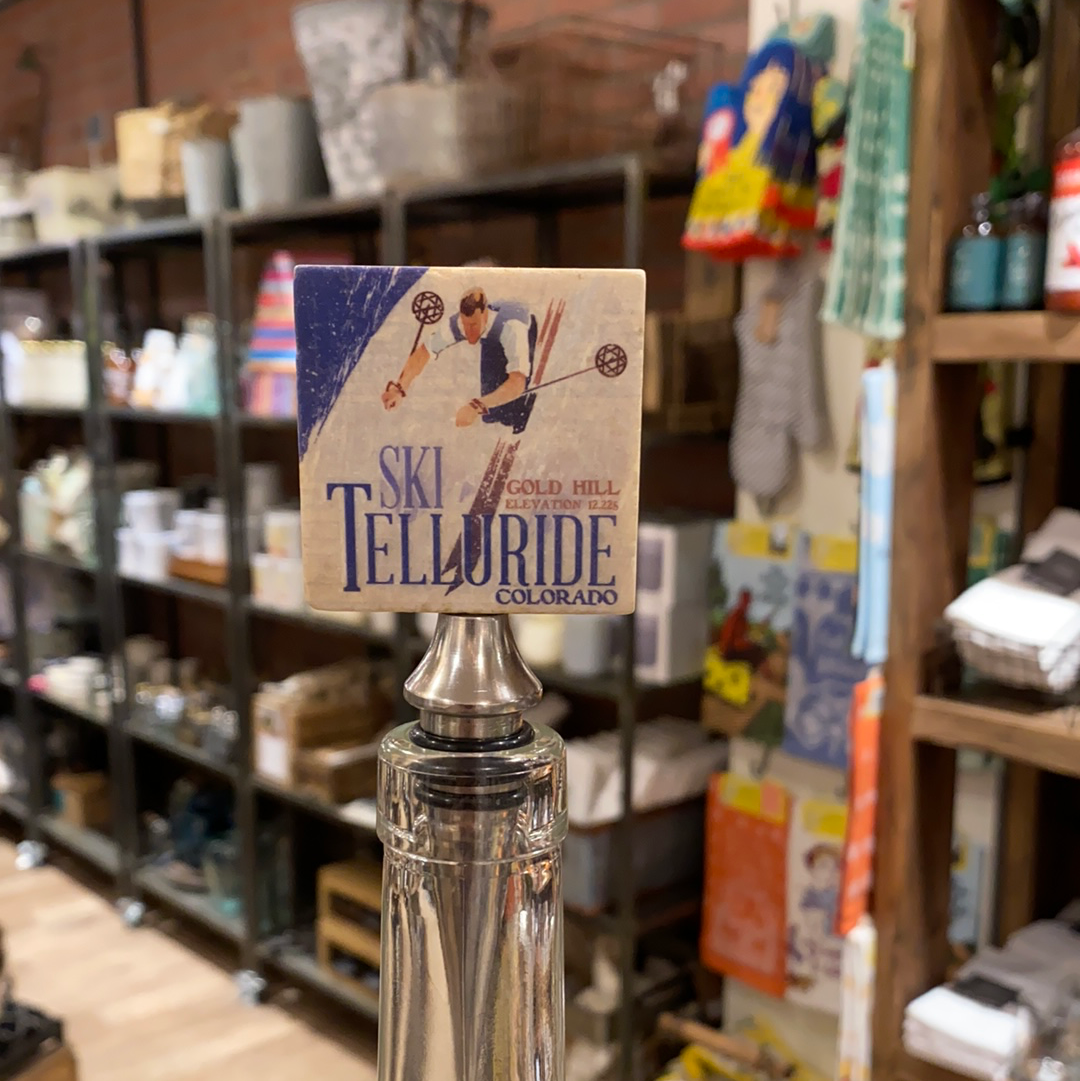 SKI
GOLD HILL
ELEVATION 12,225
TELLURIDE
COLORADO